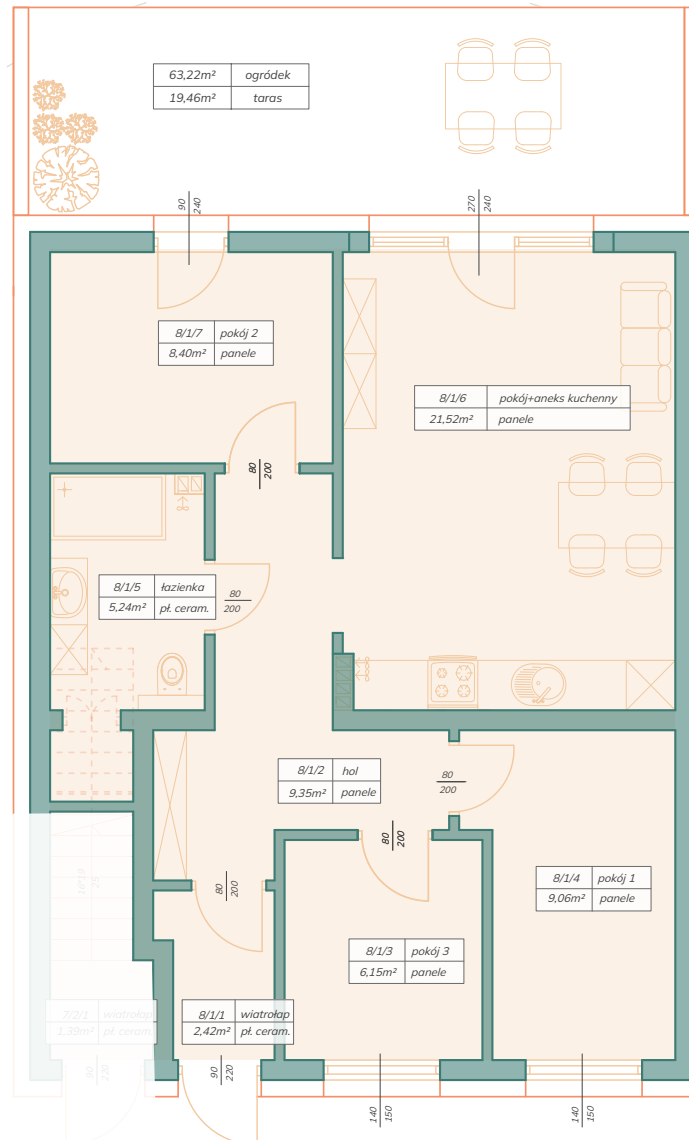 63,22m² ogródek
19,46m² taras
90
240
270
240
8/1/7 pokój 2
8,40m² panele
8/1/6 pokój+aneks kuchenny
21,52m² panele
80
200
8/1/5 łazienka
5,24m² pł. ceram.
80
200
8/1/2 hol
9,35m² panele
80
200
80
200
80
200
8/1/4 pokój 1
9,06m² panele
8/1/3 pokój 3
6,15m² panele
7/2/1 wiatrołap
1,39m² pł. ceram.
8/1/1 wiatrołap
2,42m² pł. ceram.
80
220
90
220
140
150
140
150